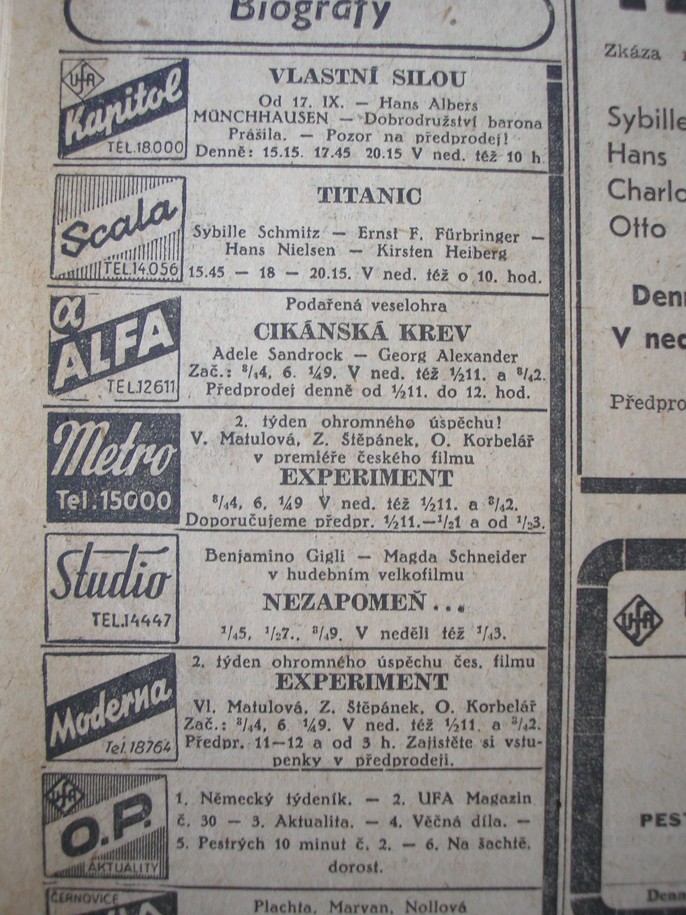 Biografy
UFA
Kapitol
TEL.18000
VLASTNÍ SILOU
Od 17. IX. — Hans Albers
MÜNCHHAUSEN — Dobrodružství barona
Prášila. — Pozor na předprodej!
Denně: 15.15. 17.45 20.15 V ned. též 10 h.
Scala
TEL.14.056
TITANIC
Sybille Schmitz — Ernst F. Fürbringer —
Hans Nielsen — Kirsten Heiberg
15.45 — 18 — 20.15. V ned. též o 10. hod.
α
ALFA
TEL.12611
Podařená veselohra
CIKÁNSKÁ KREV
Adele Sandrock — Georg Alexander
Zač.: ³/₄4, 6. ¼9. V ned. též ½11. a ³/₄2.
Předprodej denně od ½11. do 12. hod.
Metro
Tel.15000
2. týden ohromného úspěchu!
V. Matulová, Z. Štěpánek, O. Korbelář
v premiéře českého filmu
EXPERIMENT
³/₄4, 6, ¼9 V ned. též ½11. a ³/₄2.
Doporučujeme předpr. ½11.—½1 a od ½3.
Studio
TEL.14447
Benjamino Gigli — Magda Schneider
v hudebním velkofilmu
NEZAPOMEŇ...
¼5, ½7., ³/₄9. V neděli též ¼3.
Moderna
Tel.18764
2. týden ohromného úspěchu čes. filmu
EXPERIMENT
Vl. Matulová, Z. Štěpánek, O. Korbelář
Zač.: ³/₄4, 6 ¼9. V ned. též ½11. a ³/₄2.
Předpr. 11—12 a od 3 h. Zajistěte si vstu-
penky v předprodeji.
UFA
O.P.
AKTUALITY
1. Německý týdeník. — 2. UFA Magazin
č. 30 — 3. Aktualita. — 4. Věčná díla. —
5. Pestrých 10 minut č. 2. — 6. Na šachtě.
dorost.
ČERNOVICE
Plachta, Marvan, Nollová
Zkáza
Sybille
Hans
Charlo
Otto
Denn
V ned
Předpro
UFA
PEST
Denn